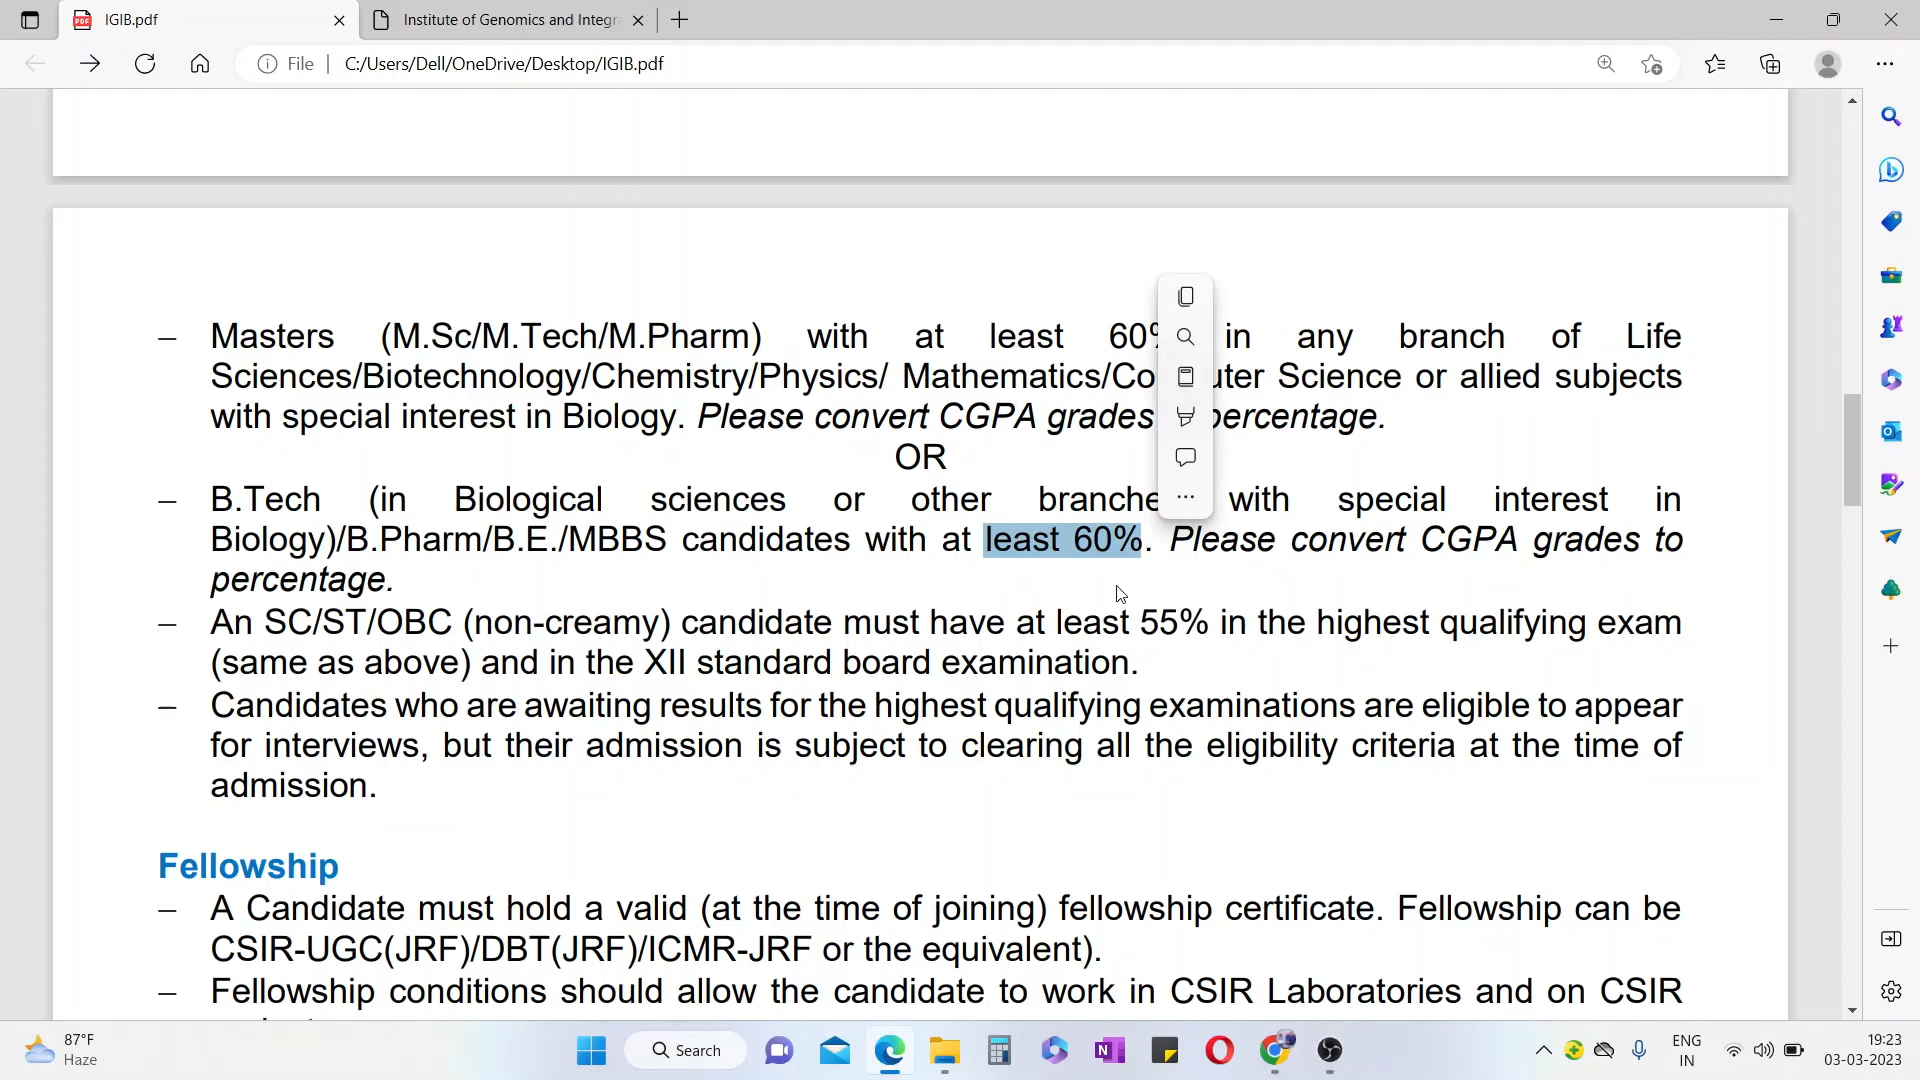 IGIB.pdf
Institute of Genomics and Integr
File
C:/Users/Dell/OneDrive/Desktop/IGIB.pdf
– Masters (M.Sc/M.Tech/M.Pharm) with at least 60% in any branch of Life
Sciences/Biotechnology/Chemistry/Physics/ Mathematics/Co uter Science or allied subjects
with special interest in Biology. Please convert CGPA grades percentage.
OR
– B.Tech (in Biological sciences or other branche with special interest in
Biology)/B.Pharm/B.E./MBBS candidates with at least 60%. Please convert CGPA grades to
percentage.
– An SC/ST/OBC (non-creamy) candidate must have at least 55% in the highest qualifying exam
(same as above) and in the XII standard board examination.
– Candidates who are awaiting results for the highest qualifying examinations are eligible to appear
for interviews, but their admission is subject to clearing all the eligibility criteria at the time of
admission.
Fellowship
– A Candidate must hold a valid (at the time of joining) fellowship certificate. Fellowship can be
CSIR-UGC(JRF)/DBT(JRF)/ICMR-JRF or the equivalent).
– Fellowship conditions should allow the candidate to work in CSIR Laboratories and on CSIR
87°F
Haze
Search
ENG
IN
19:23
03-03-2023